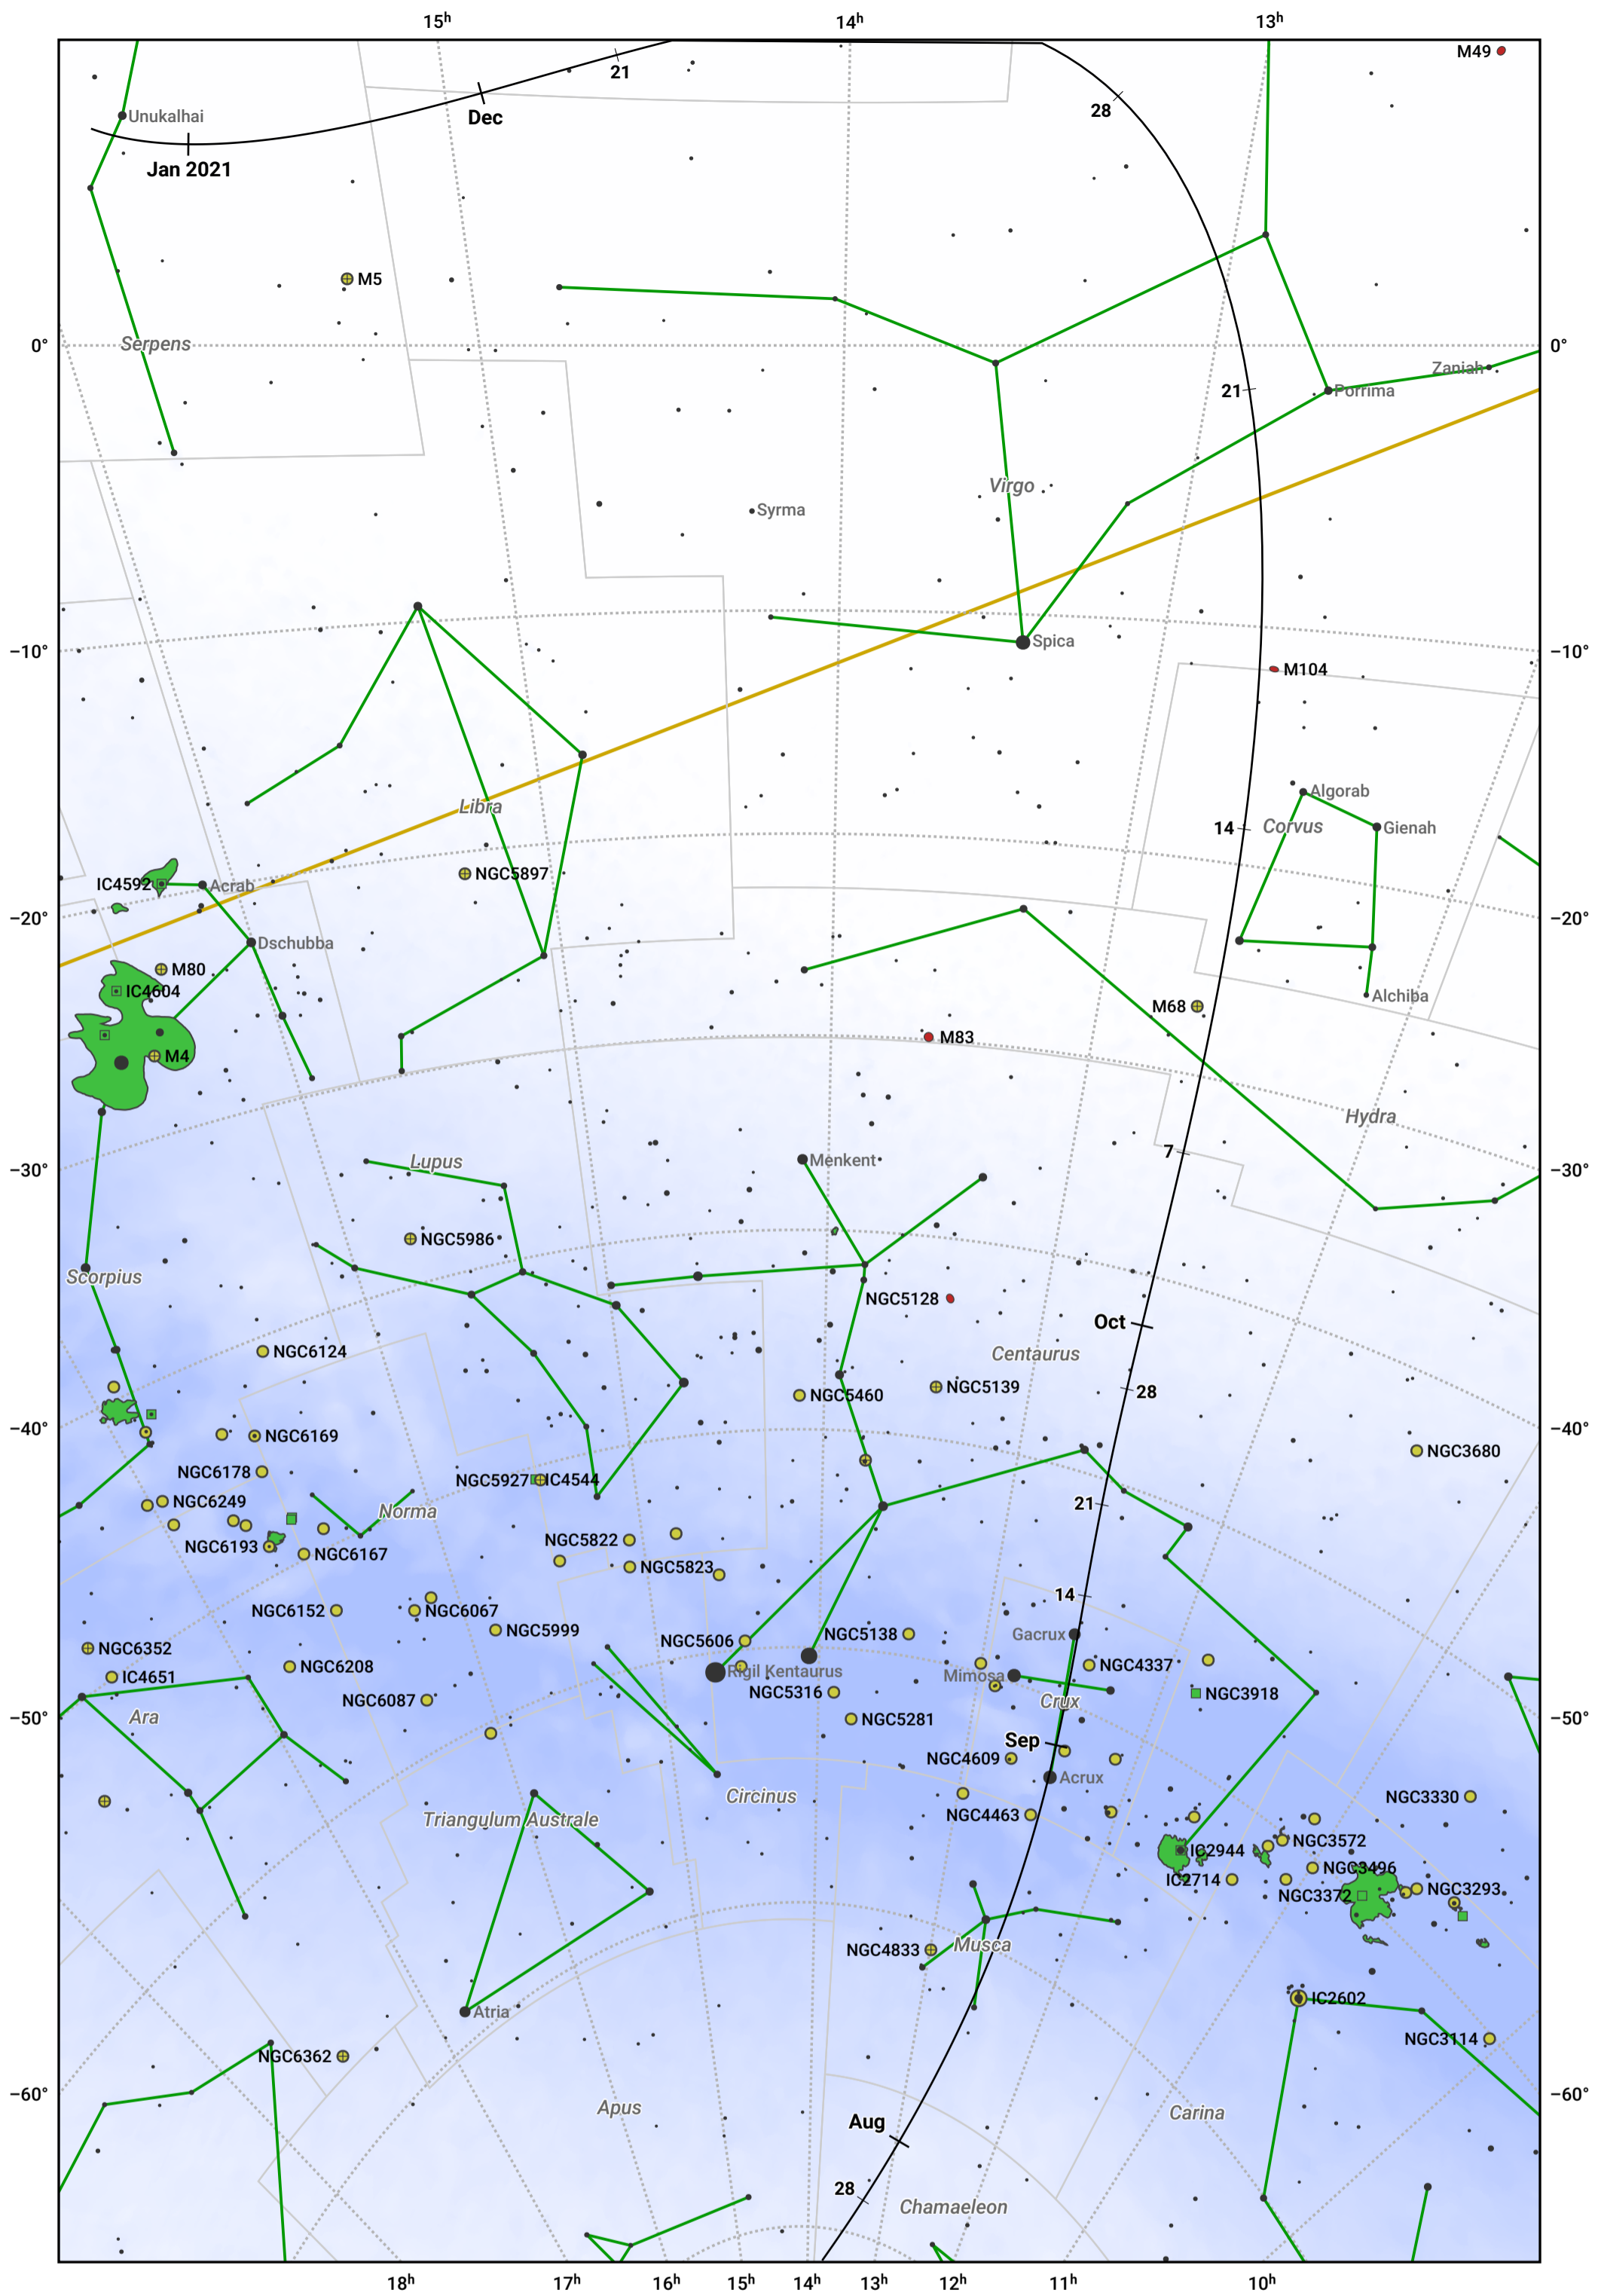 15h
14h
13h
M49
21
28
Dec
Unukalhai
Jan 2021
M5
0°
Serpens
0°
Zaniah
21
Porrima
Virgo
Syrma
−10°
Spica
−10°
M104
Algorab
Libra
14
Corvus
Gienah
NGC5897
IC4592
Acrab
−20°
−20°
Dschubba
M80
IC4604
Alchiba
M68
M83
M4
Hydra
7
Lupus
Menkent
−30°
−30°
NGC5986
Scorpius
NGC5128
Oct
NGC6124
Centaurus
28
NGC5139
NGC5460
−40°
−40°
NGC6169
NGC3680
NGC6178
NGC5927
IC4544
NGC6249
21
Norma
NGC5822
NGC6193
NGC6167
NGC5823
14
NGC6152
NGC6067
NGC5999
NGC5138
Gacrux
NGC5606
NGC6352
NGC6208
NGC4337
IC4651
Rigil Kentaurus
Mimosa
NGC5316
NGC3918
NGC6087
Crux
Ara
−50°
NGC5281
−50°
Sep
NGC4609
Acrux
Circinus
NGC3330
NGC4463
Triangulum Australe
NGC3572
IC2944
NGC3496
IC2714
NGC3293
NGC3372
Musca
NGC4833
IC2602
Atria
NGC3114
NGC6362
−60°
−60°
Apus
Carina
Aug
28
Chamaeleon
18h
17h
16h
15h
14h
13h
12h
11h
10h